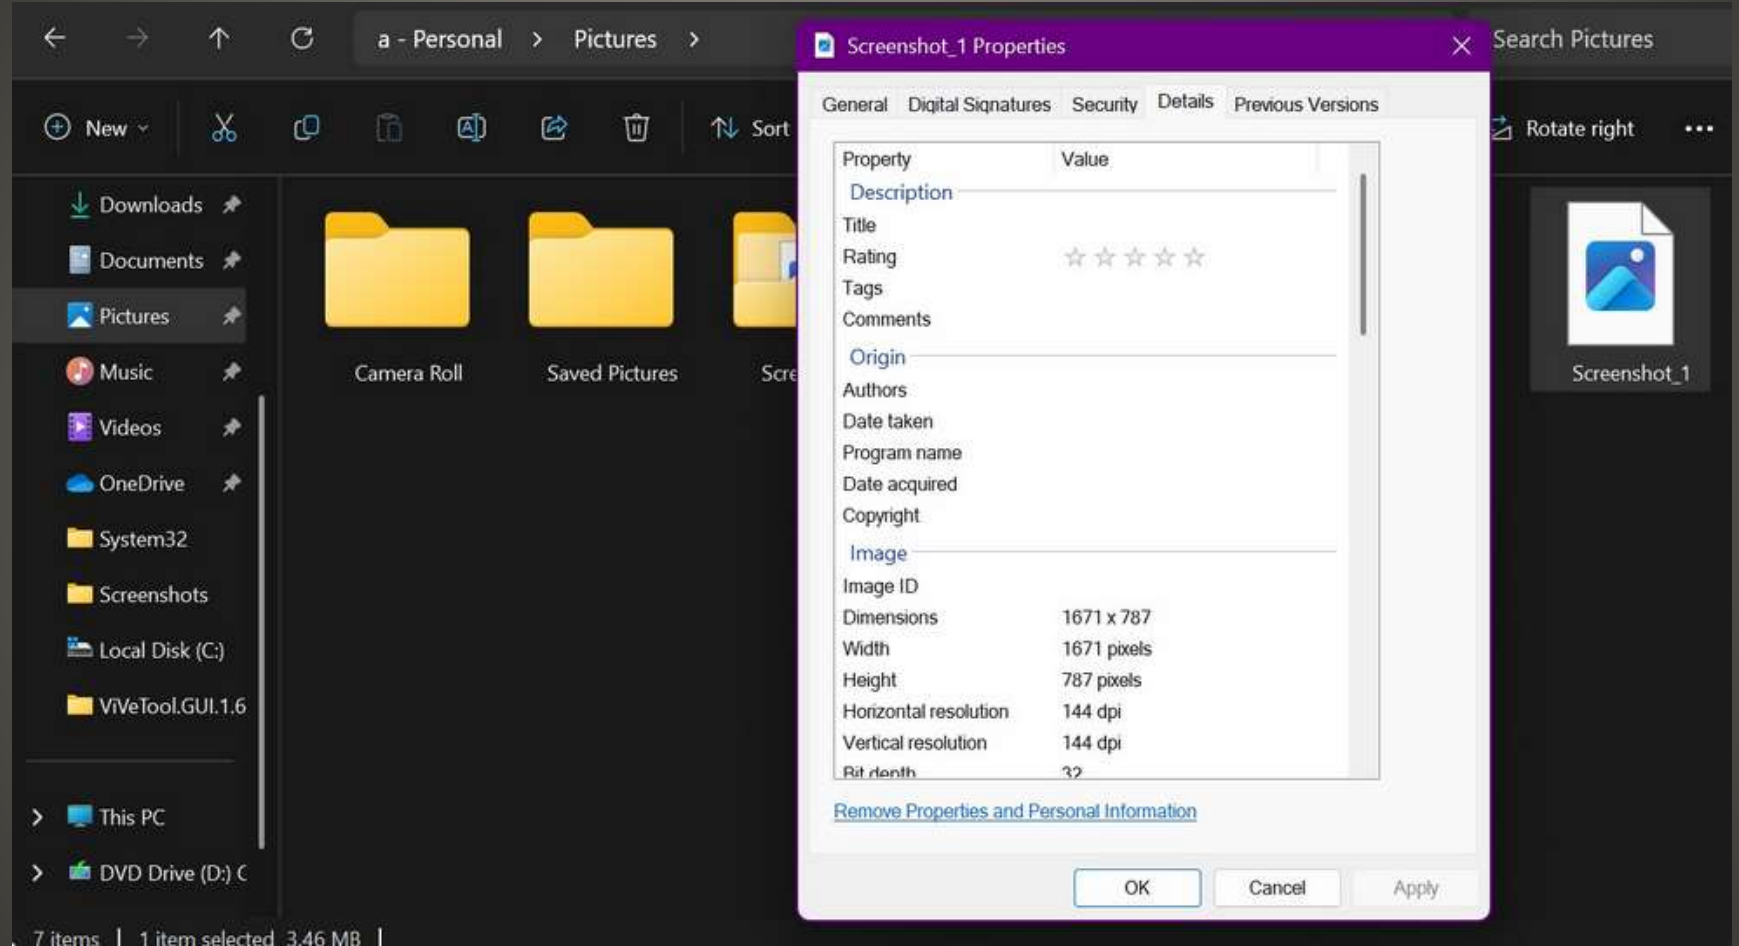 a - Personal > Pictures >
Search Pictures
New
Sort
Rotate right
Downloads
Documents
Pictures
Music
Videos
OneDrive
System32
Screenshots
Local Disk (C:)
ViVeTool.GUI.1.6
This PC
DVD Drive (D:) C
Camera Roll
Saved Pictures
Scre
Screenshot_1
Screenshot_1 Properties
General Digital Signatures Security Details Previous Versions
Property Value
Description
Title
Rating
Tags
Comments
Origin
Authors
Date taken
Program name
Date acquired
Copyright
Image
Image ID
Dimensions 1671 x 787
Width 1671 pixels
Height 787 pixels
Horizontal resolution 144 dpi
Vertical resolution 144 dpi
Bit depth 32
Remove Properties and Personal Information
OK Cancel Apply
7 items | 1 item selected 3.46 MB |